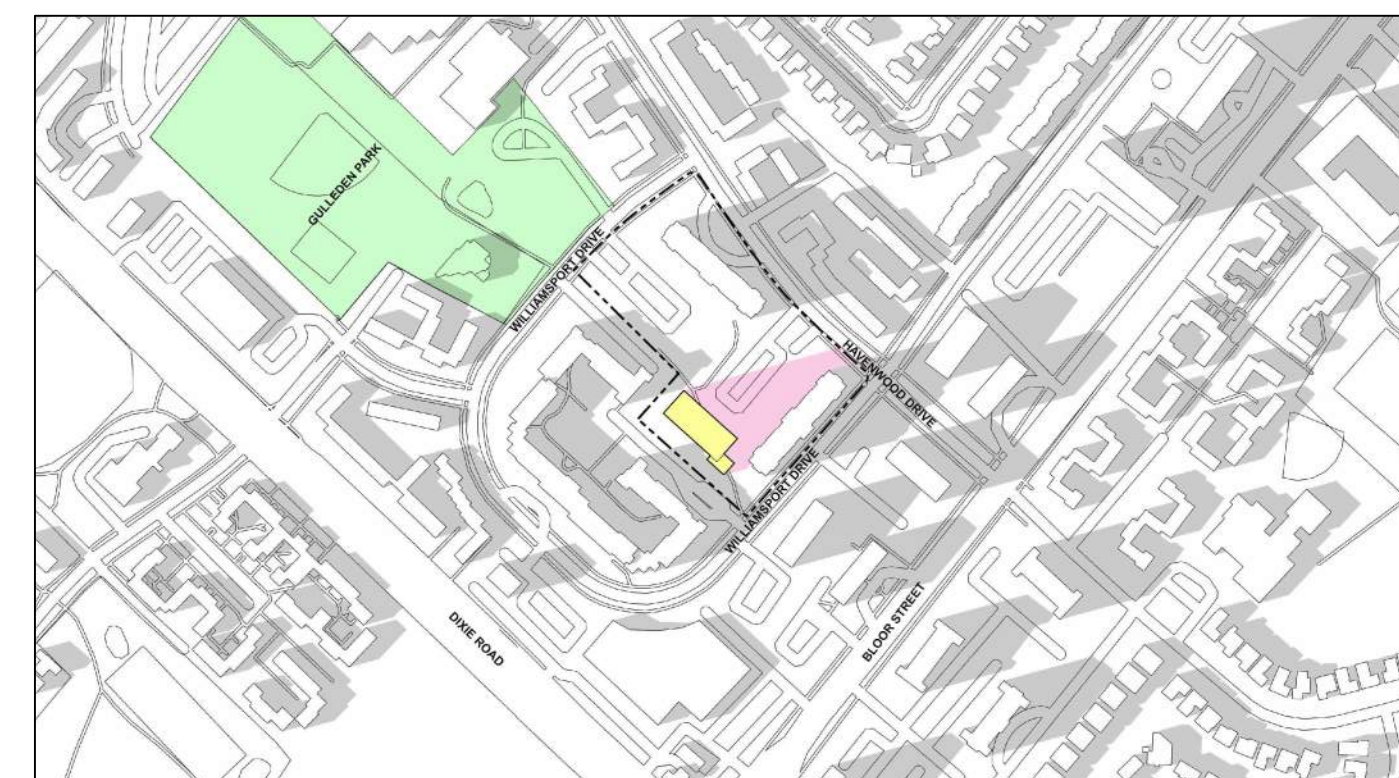 GULLEDEN PARK
WILLIAMSPORT DRIVE
HAVENWOOD DRIVE
WILLIAMSPORT DRIVE
BLOOR STREET
DIXIE ROAD